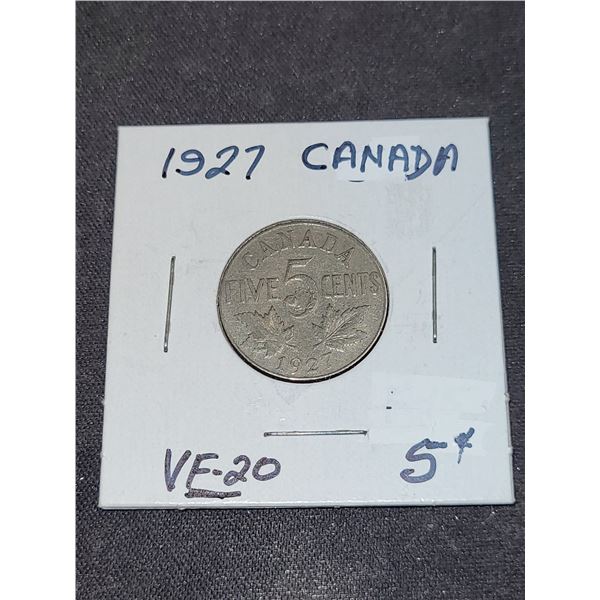 1927 CANADA
CANADA
FIVE 5 CENTS
1927
VF-20 5¢